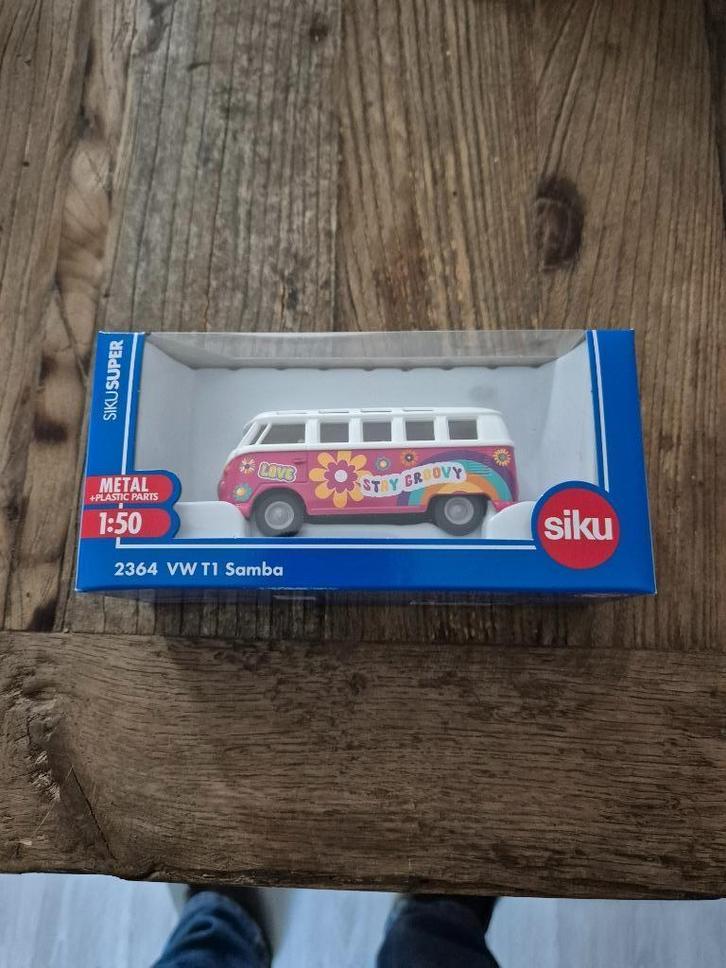 SIKUSUPER
METAL
+PLASTIC PARTS
1:50
LOVE
STAY GROOVY
siku
2364 VW T1 Samba